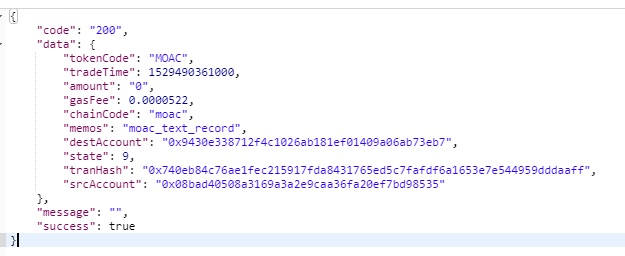 {
    "code": "200",
    "data": {
        "tokenCode": "MOAC",
        "tradeTime": 1529490361000,
        "amount": "0",
        "gasFee": 0.0000522,
        "chainCode": "moac",
        "memos": "moac_text_record",
        "destAccount": "0x9430e338712f4c1026ab181ef01409a06ab73eb7",
        "state": 9,
        "tranHash": "0x740eb84c76ae1fec215917fda8431765ed5c7fafdf6a1653e7e544959dddaaff",
        "srcAccount": "0x08bad40508a3169a3a2e9caa36fa20ef7bd98535"
    },
    "message": "",
    "success": true
}